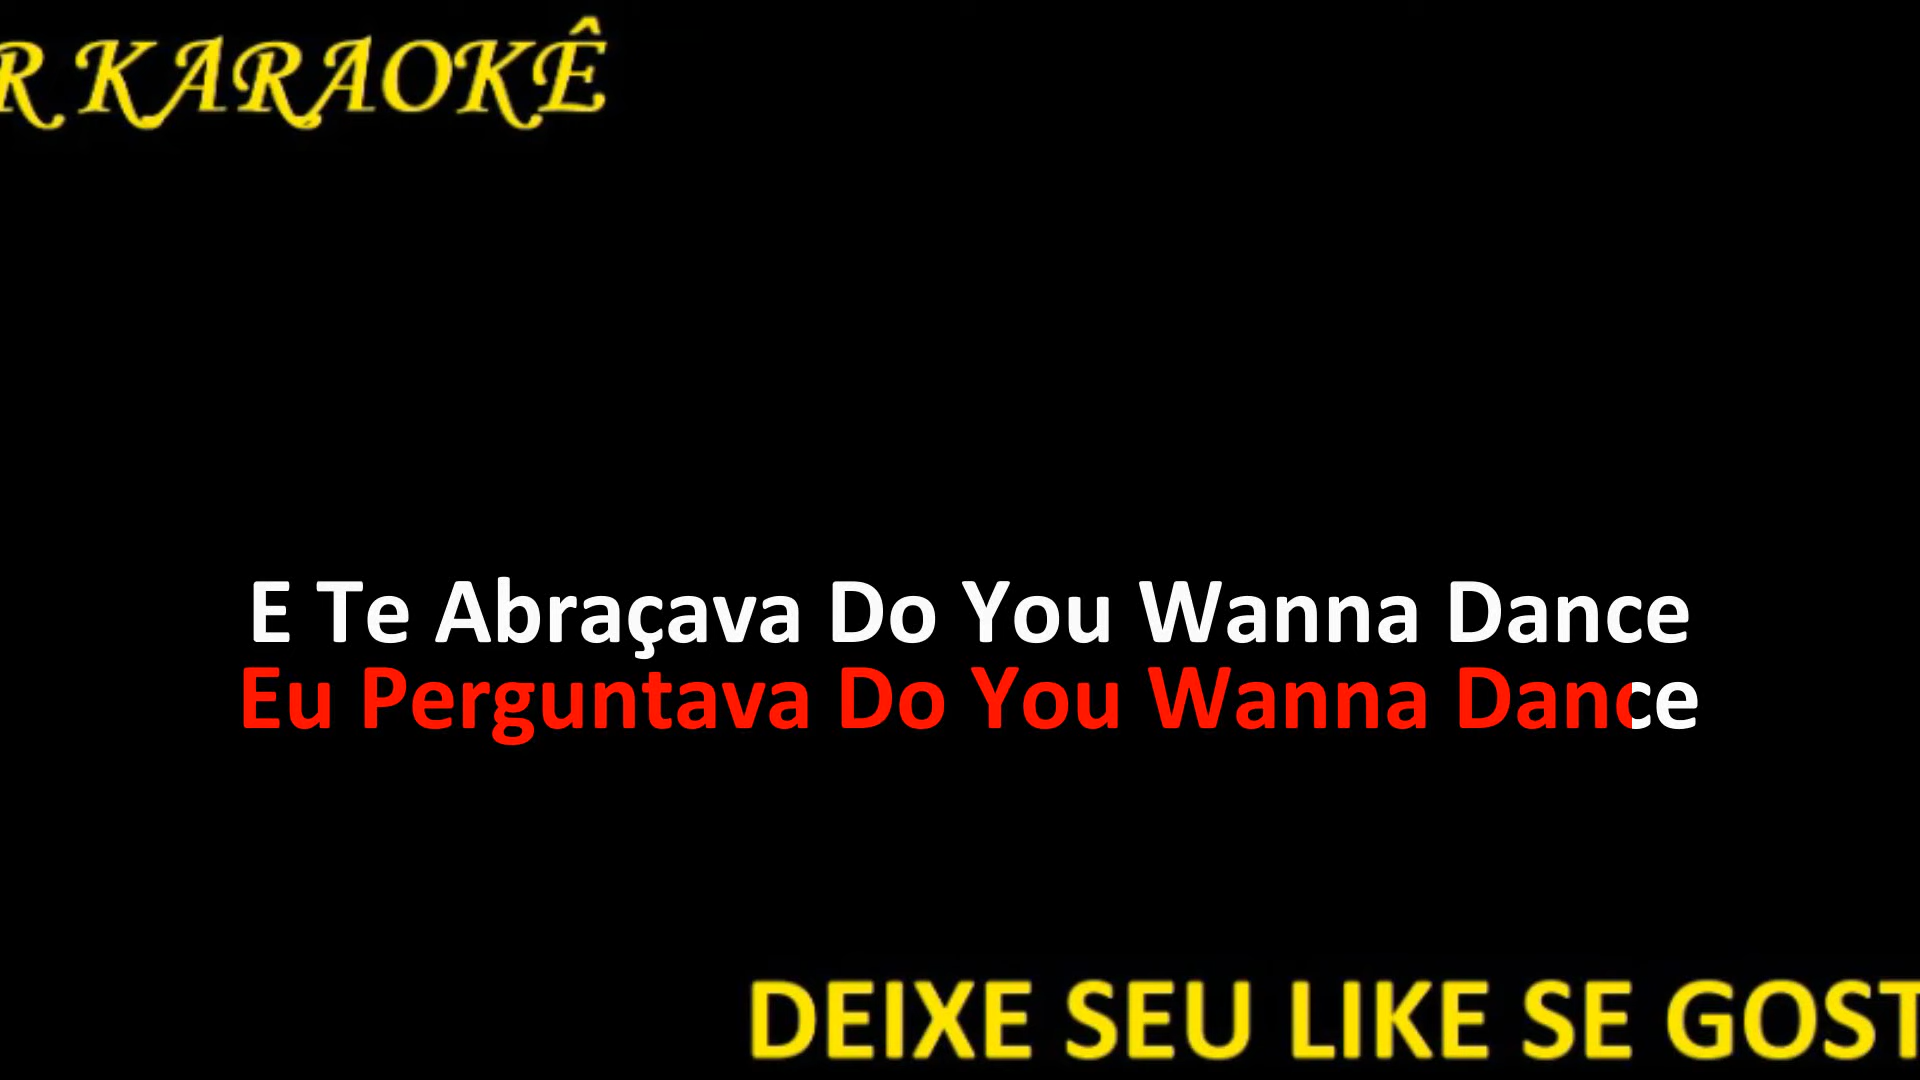 R KARAOKÊ
E Te Abraçava Do You Wanna Dance
Eu Perguntava Do You Wanna Dance
DEIXE SEU LIKE SE GOST